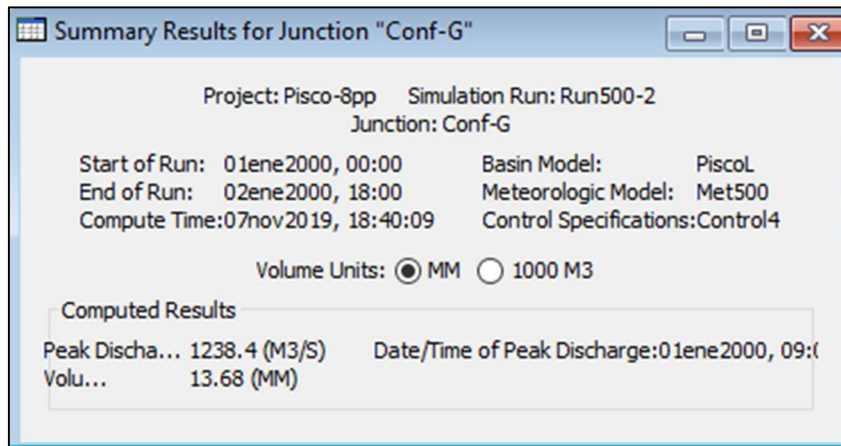 Summary Results for Junction "Conf-G"
Project: Pisco-8pp Simulation Run: Run500-2
Junction: Conf-G
Start of Run: 01ene2000, 00:00 Basin Model: PiscoL
End of Run: 02ene2000, 18:00 Meteorologic Model: Met500
Compute Time:07nov2019, 18:40:09 Control Specifications:Control4
Volume Units: MM 1000 M3
Computed Results
Peak Discha... 1238.4 (M3/S) Date/Time of Peak Discharge:01ene2000, 09:
Volu... 13.68 (MM)